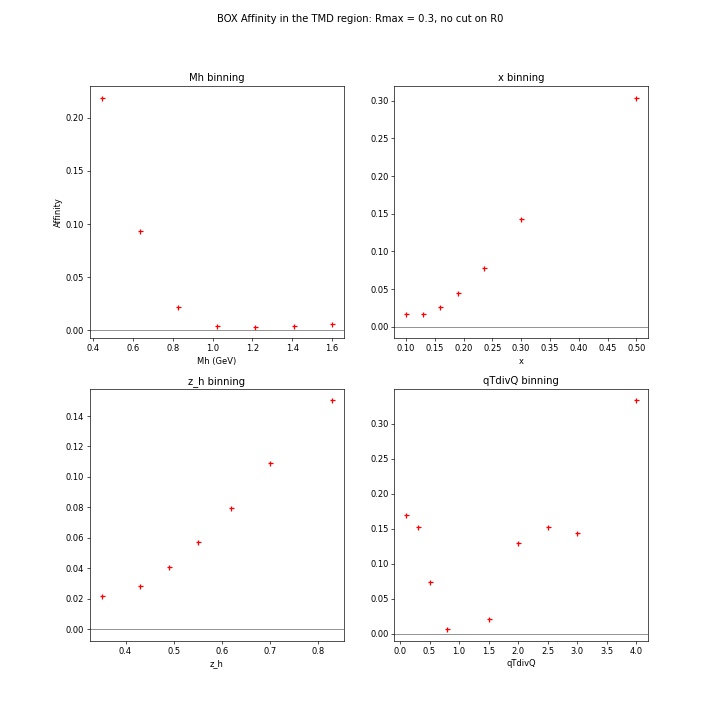 BOX Affinity in the TMD region: Rmax = 0.3, no cut on R0
Mh binning
Affinity
0.20
0.15
0.10
0.05
0.00
0.4 0.6 0.8 1.0 1.2 1.4 1.6
Mh (GeV)
x binning
0.30
0.25
0.20
0.15
0.10
0.05
0.00
0.10 0.15 0.20 0.25 0.30 0.35 0.40 0.45 0.50
x
z_h binning
0.14
0.12
0.10
0.08
0.06
0.04
0.02
0.00
0.4 0.5 0.6 0.7 0.8
z_h
qTdivQ binning
0.30
0.25
0.20
0.15
0.10
0.05
0.00
0.0 0.5 1.0 1.5 2.0 2.5 3.0 3.5 4.0
qTdivQ